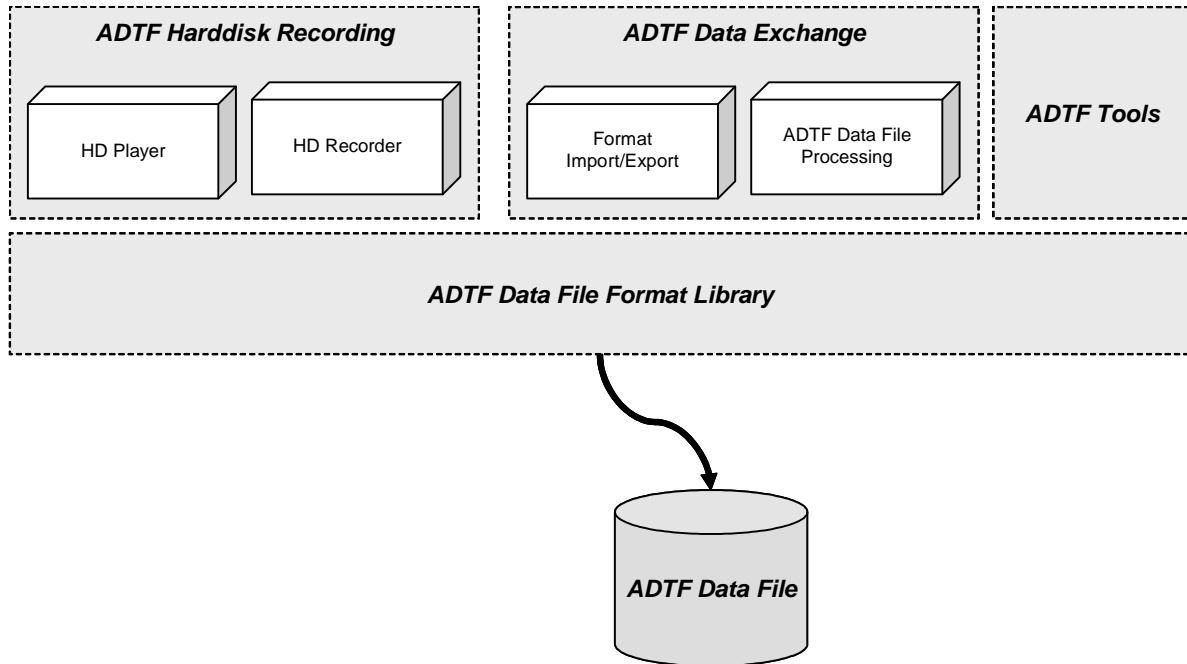 ADTF Harddisk Recording
HD Player
HD Recorder
ADTF Data Exchange
Format
Import/Export
ADTF Data File
Processing
ADTF Tools
ADTF Data File Format Library
ADTF Data File